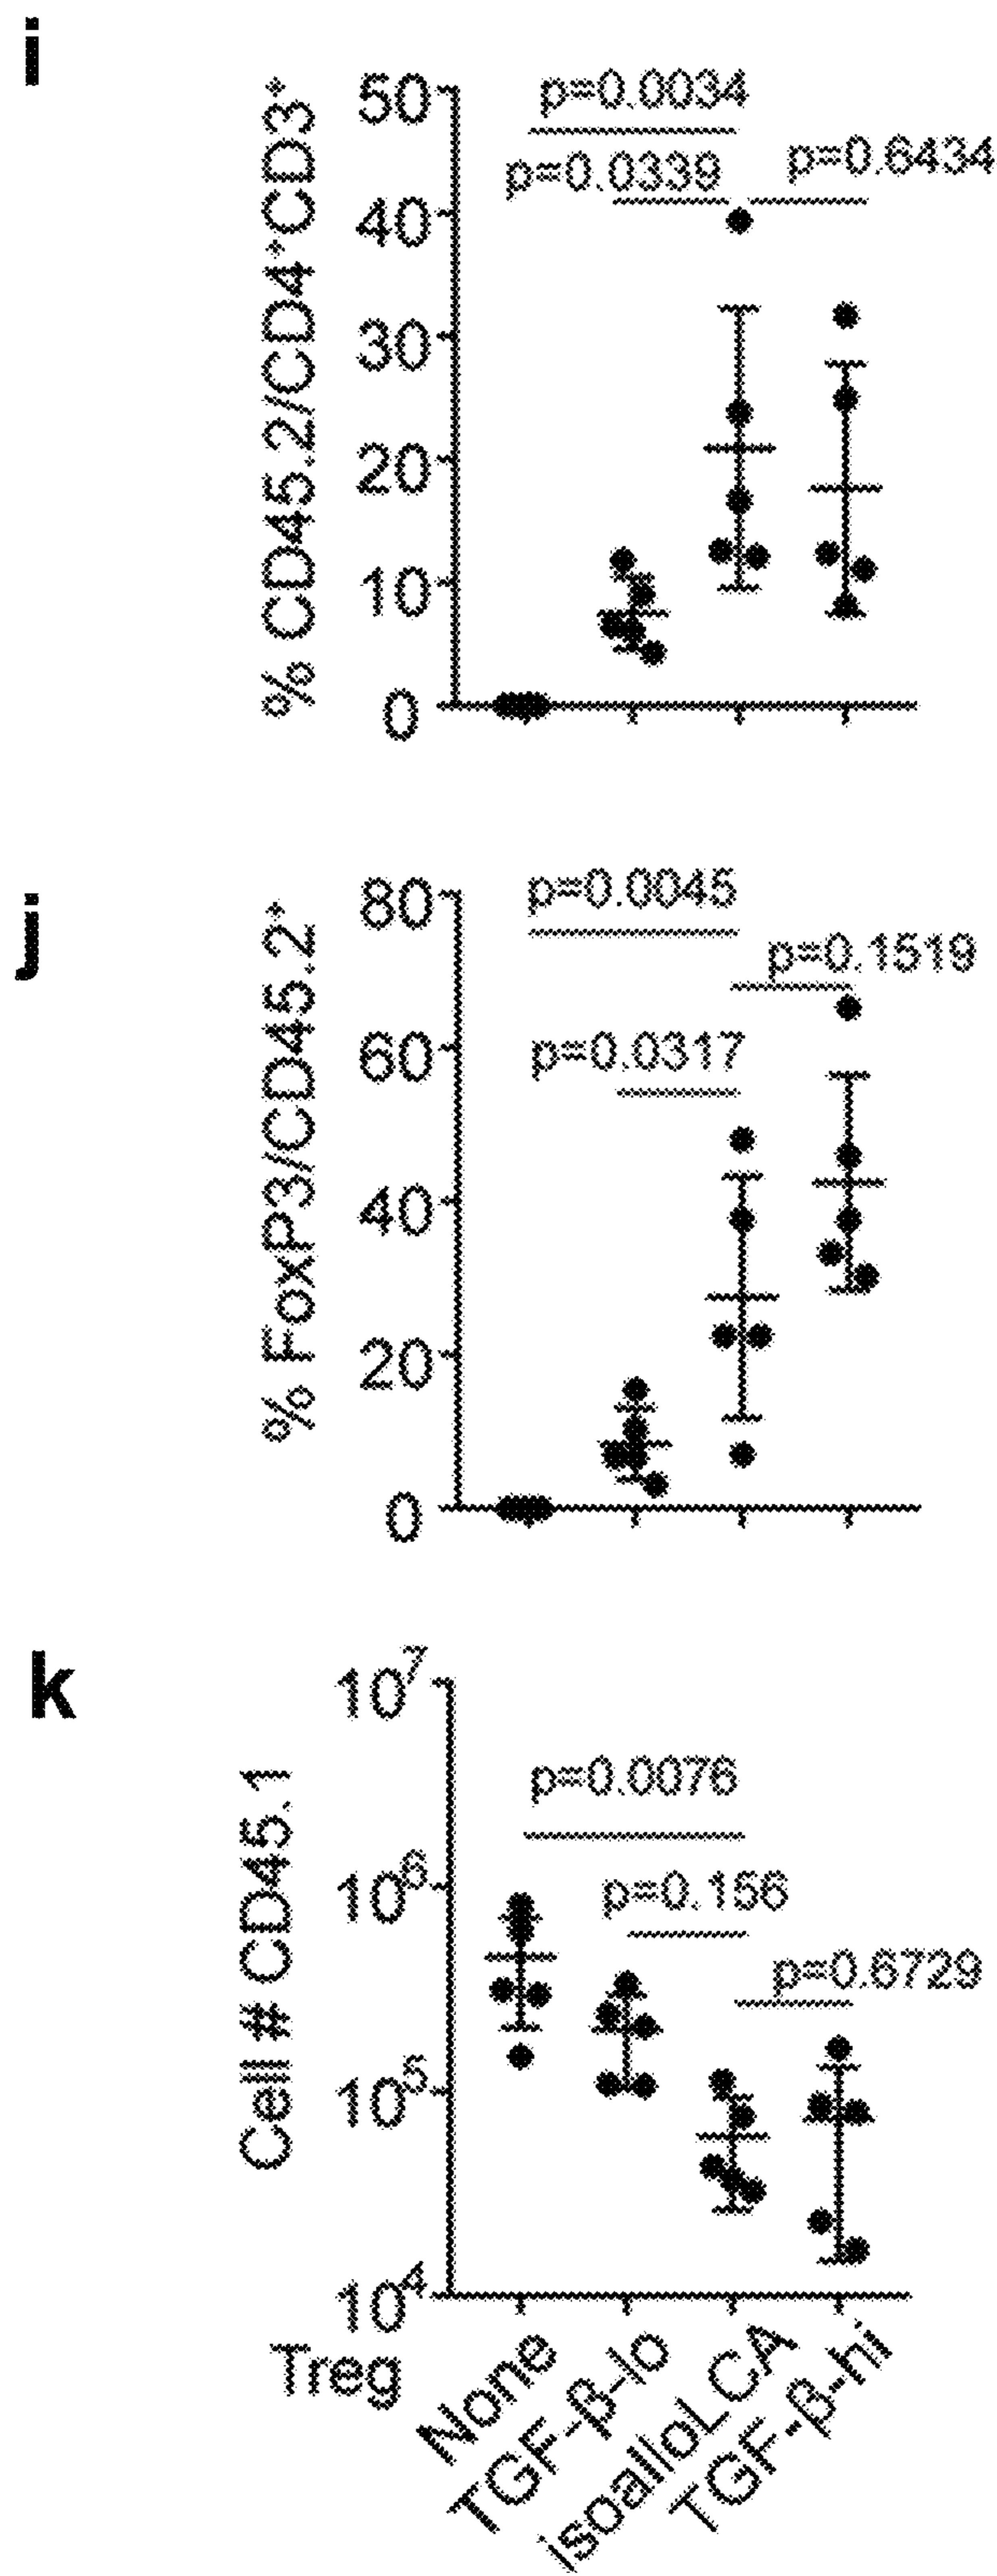 i
% CD45.2/CD4⁺CD3⁺
50
40
30
20
10
0
p=0.0034
p=0.0339
p=0.6434
j
% FoxP3/CD45.2⁺
80
60
40
20
0
p=0.0045
p=0.1519
p=0.0317
k
Cell # CD45.1
10⁷
10⁶
10⁵
10⁴
p=0.0076
p=0.156
p=0.6729
Treg
None
TGF-β-lo
isoalloLCA
TGF-β-hi